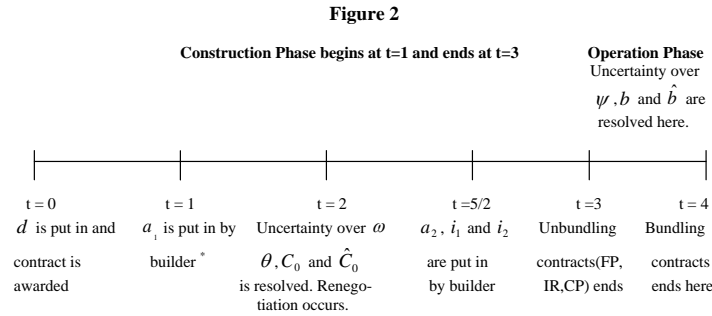 Figure 2
Construction Phase begins at t=1 and ends at t=3
Operation Phase
Uncertainty over
ψ, b and b̂ are
resolved here.
t = 0
d is put in and
contract is
awarded
t = 1
a₁ is put in by
builder *
t = 2
Uncertainty over ω
θ, C₀ and Ĉ₀
is resolved. Renego-
tiation occurs.
t =5/2
a₂, i₁ and i₂
are put in
by builder
t =3
Unbundling
contracts(FP,
IR,CP) ends
t = 4
Bundling
contracts
ends here